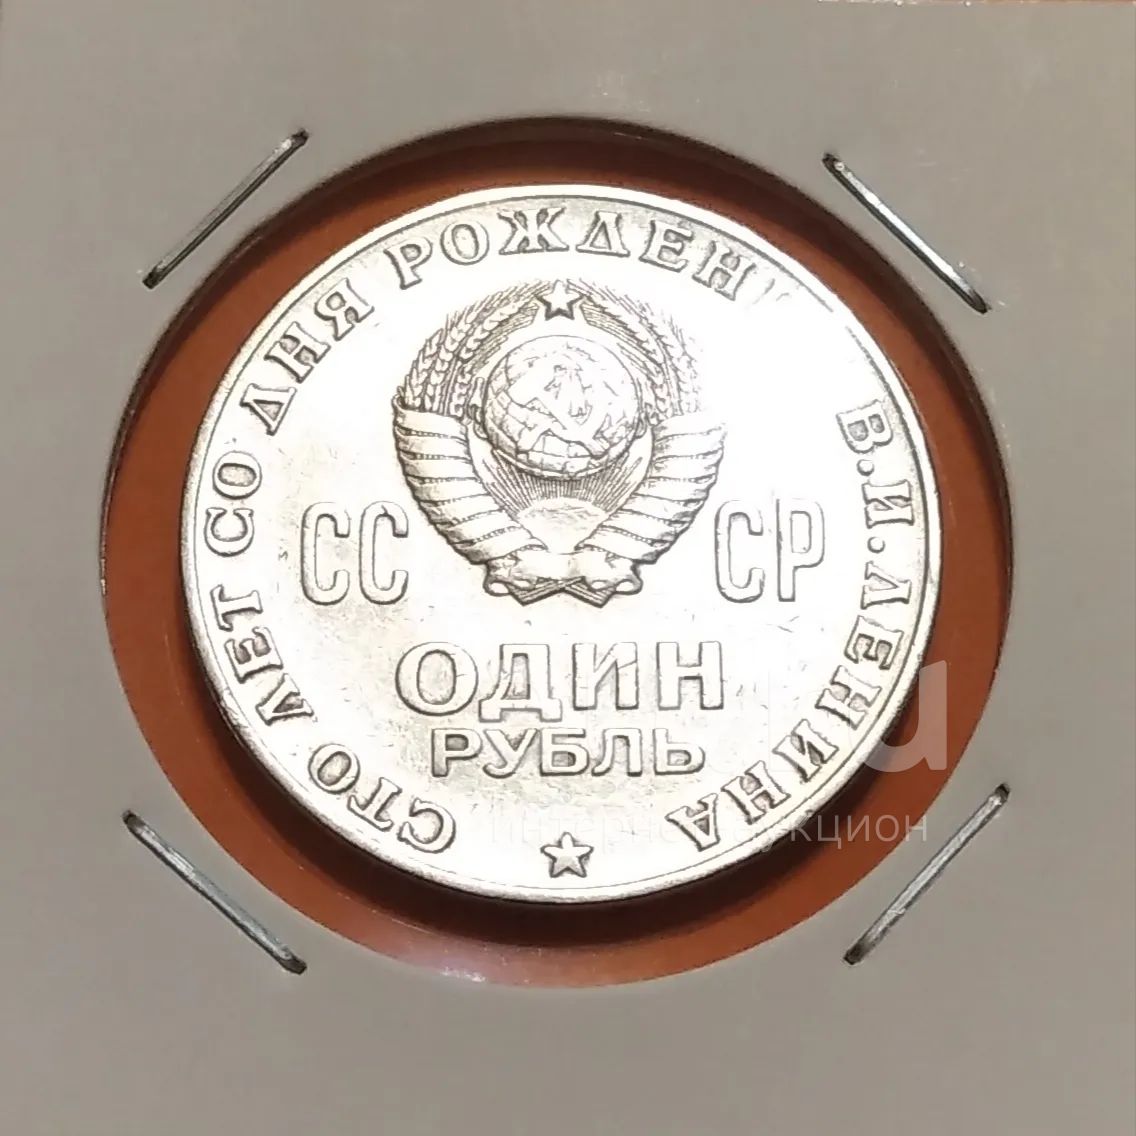 СТО ЛЕТ СО ДНЯ РОЖДЕН В.И.ЛЕНИНА
СС СР
ОДИН
РУБЛЬ